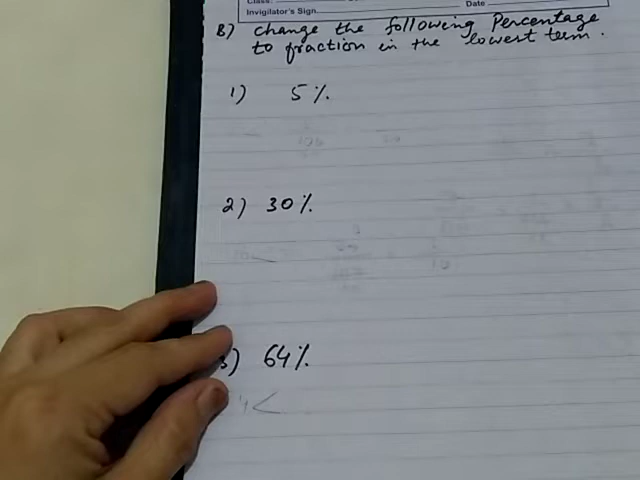 Class:
Invigilator's Sign. Date
B) change the following Percentage
to fraction in the lowest term.
1) 5%.
2) 30%.
3) 64%.